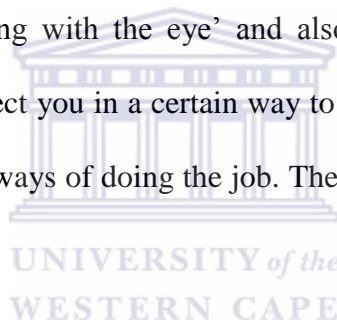 ng with the eye’ and also
ect you in a certain way to
ways of doing the job. The
UNIVERSITY of the
WESTERN CAPE